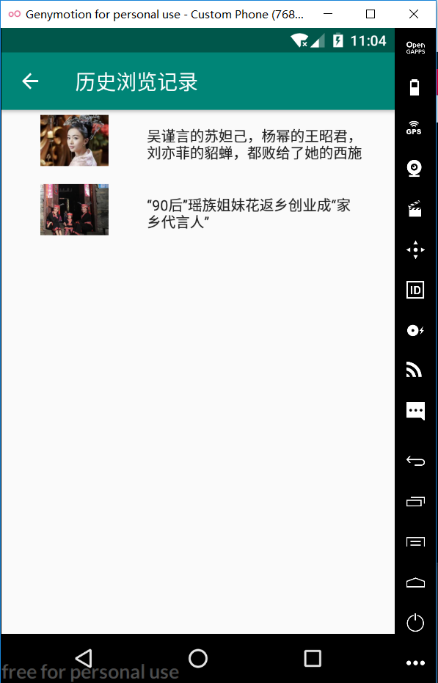 Genymotion for personal use - Custom Phone (768...
11:04
Open
GAPPS
历史浏览记录
GPS
吴谨言的苏妲己，杨幂的王昭君，
刘亦菲的貂蝉，都败给了她的西施
“90后”瑶族姐妹花返乡创业成“家
乡代言人”
ID
free for personal use